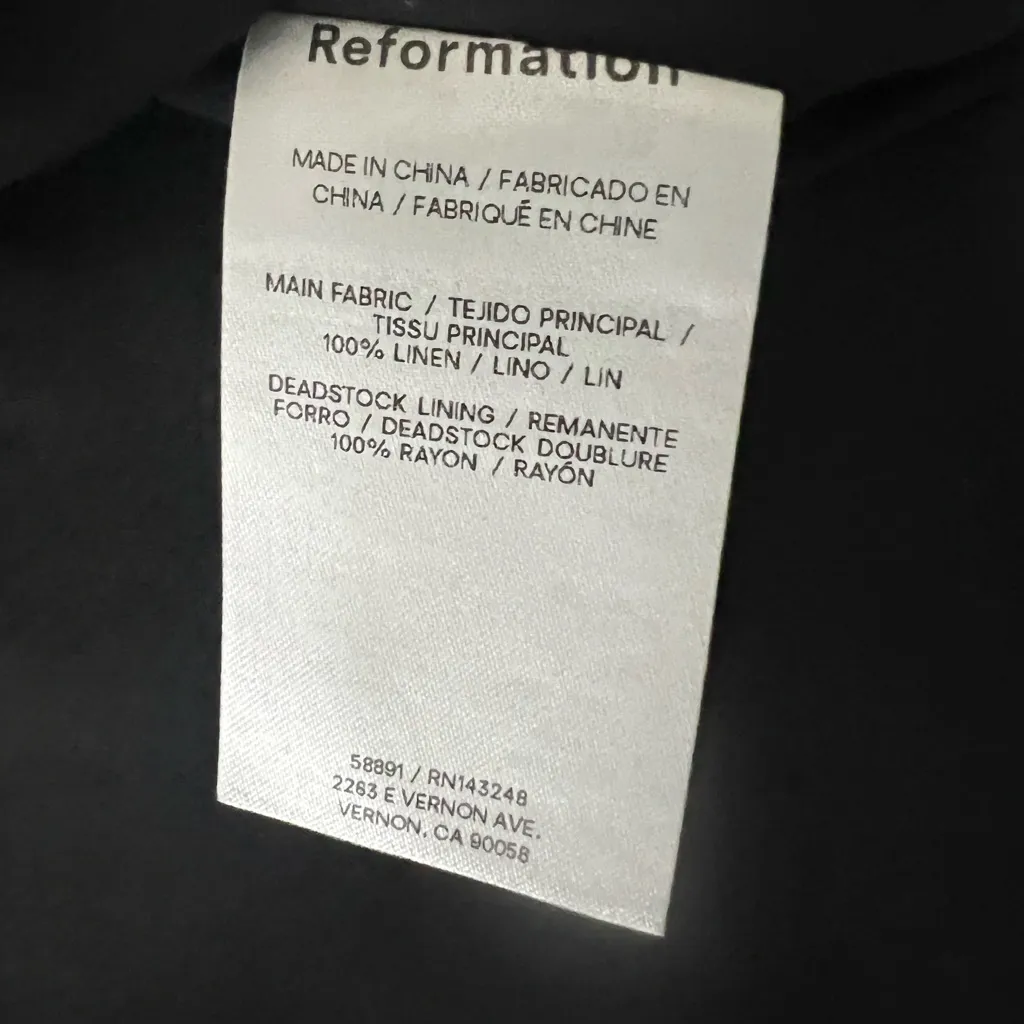 Reformation
MADE IN CHINA / FABRICADO EN
CHINA / FABRIQUÉ EN CHINE
MAIN FABRIC / TEJIDO PRINCIPAL /
TISSU PRINCIPAL
100% LINEN / LINO / LIN
DEADSTOCK LINING / REMANENTE
FORRO / DEADSTOCK DOUBLURE
100% RAYON / RAYÓN
58891 / RN143248
2263 E VERNON AVE.
VERNON, CA 90058